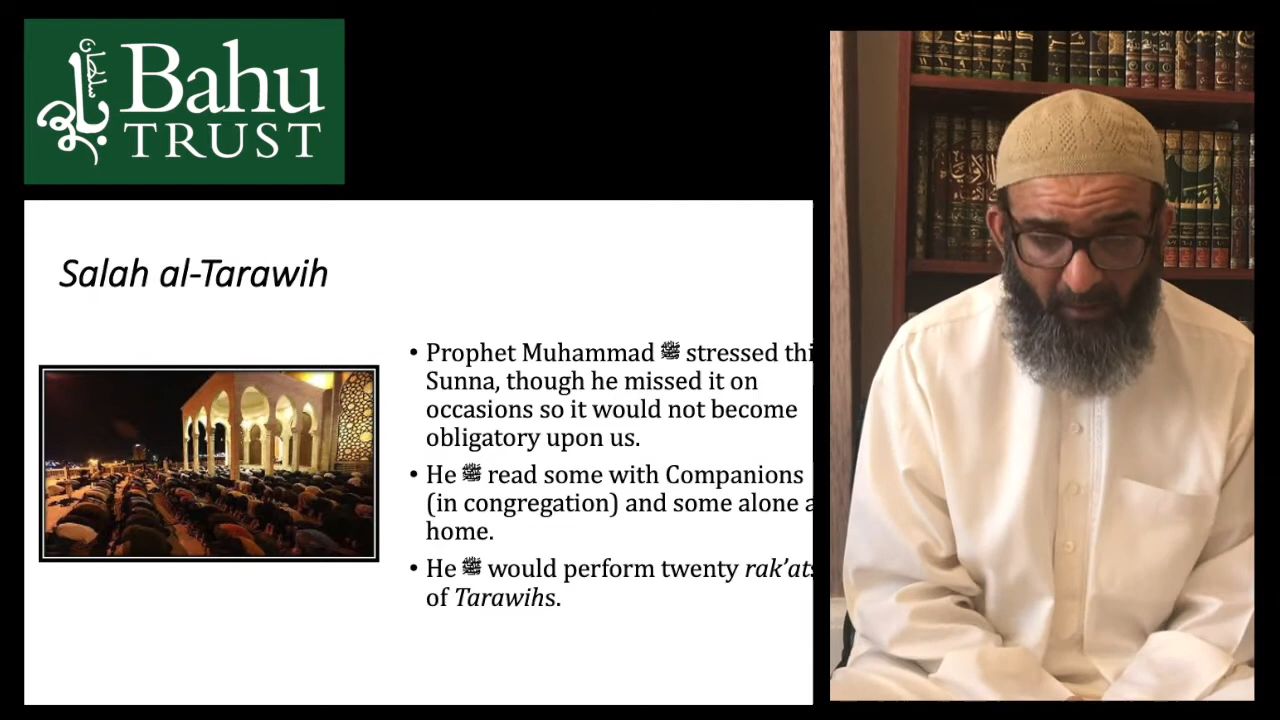 سلطان
باہو
Bahu
TRUST
Salah al-Tarawih
• Prophet Muhammad ﷺ stressed thi
Sunna, though he missed it on
occasions so it would not become
obligatory upon us.
• He ﷺ read some with Companions
(in congregation) and some alone a
home.
• He ﷺ would perform twenty rak’ats
of Tarawihs.